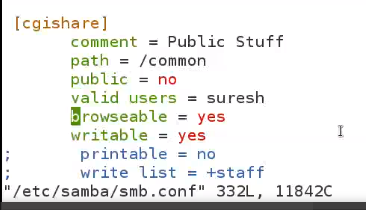 [cgishare]
comment = Public Stuff
path = /common
public = no
valid users = suresh
browseable = yes
writable = yes
; printable = no
; write list = +staff
"/etc/samba/smb.conf" 332L, 11842C